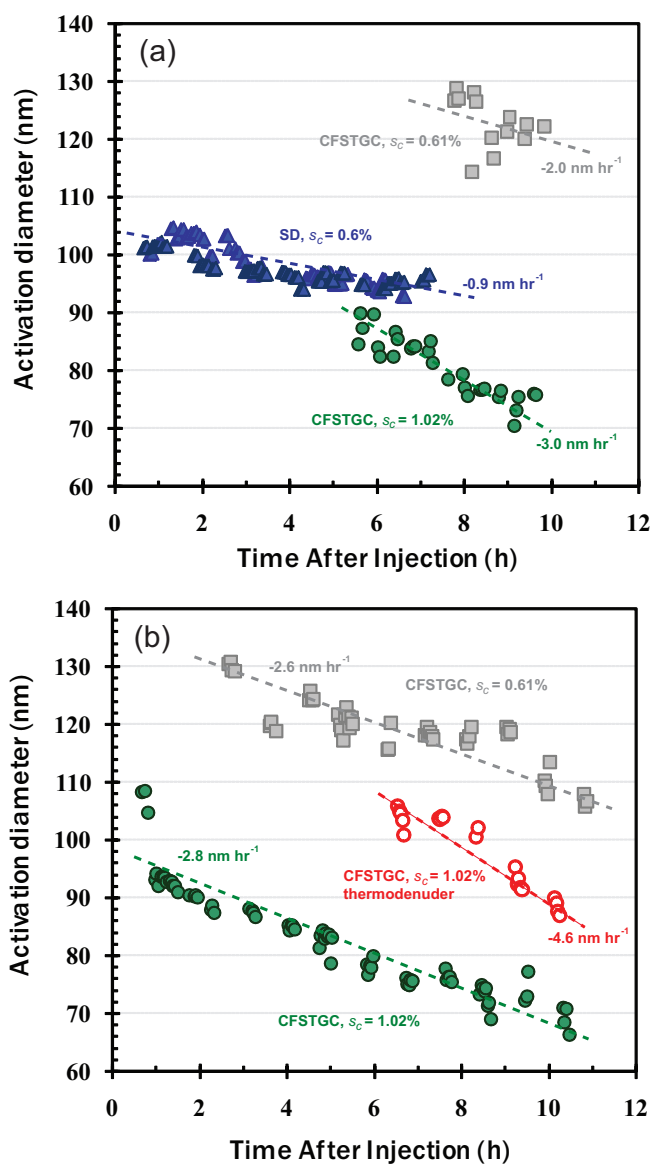 (a)
140
130
120
110
100
90
80
70
60
Activation diameter (nm)
CFSTGC, sc = 0.61%
-2.0 nm hr-1
SD, sc = 0.6%
-0.9 nm hr-1
CFSTGC, sc = 1.02%
-3.0 nm hr-1
0 2 4 6 8 10 12
Time After Injection (h)
(b)
140
130
120
110
100
90
80
70
60
Activation diameter (nm)
-2.6 nm hr-1
CFSTGC, sc = 0.61%
-2.8 nm hr-1
CFSTGC, sc = 1.02%
thermodenuder
-4.6 nm hr-1
CFSTGC, sc = 1.02%
0 2 4 6 8 10 12
Time After Injection (h)